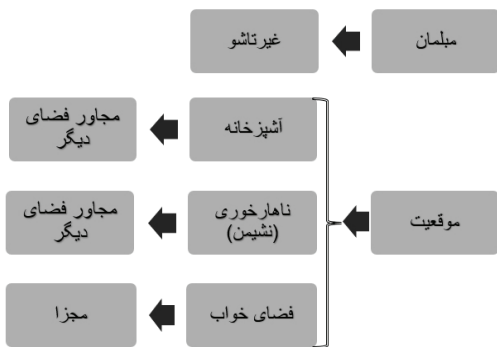 مبلمان
غیرتاشو
آشپزخانه
مجاور فضای
دیگر
موقعیت
ناهارخوری
(نشیمن)
مجاور فضای
دیگر
فضای خواب
مجزا